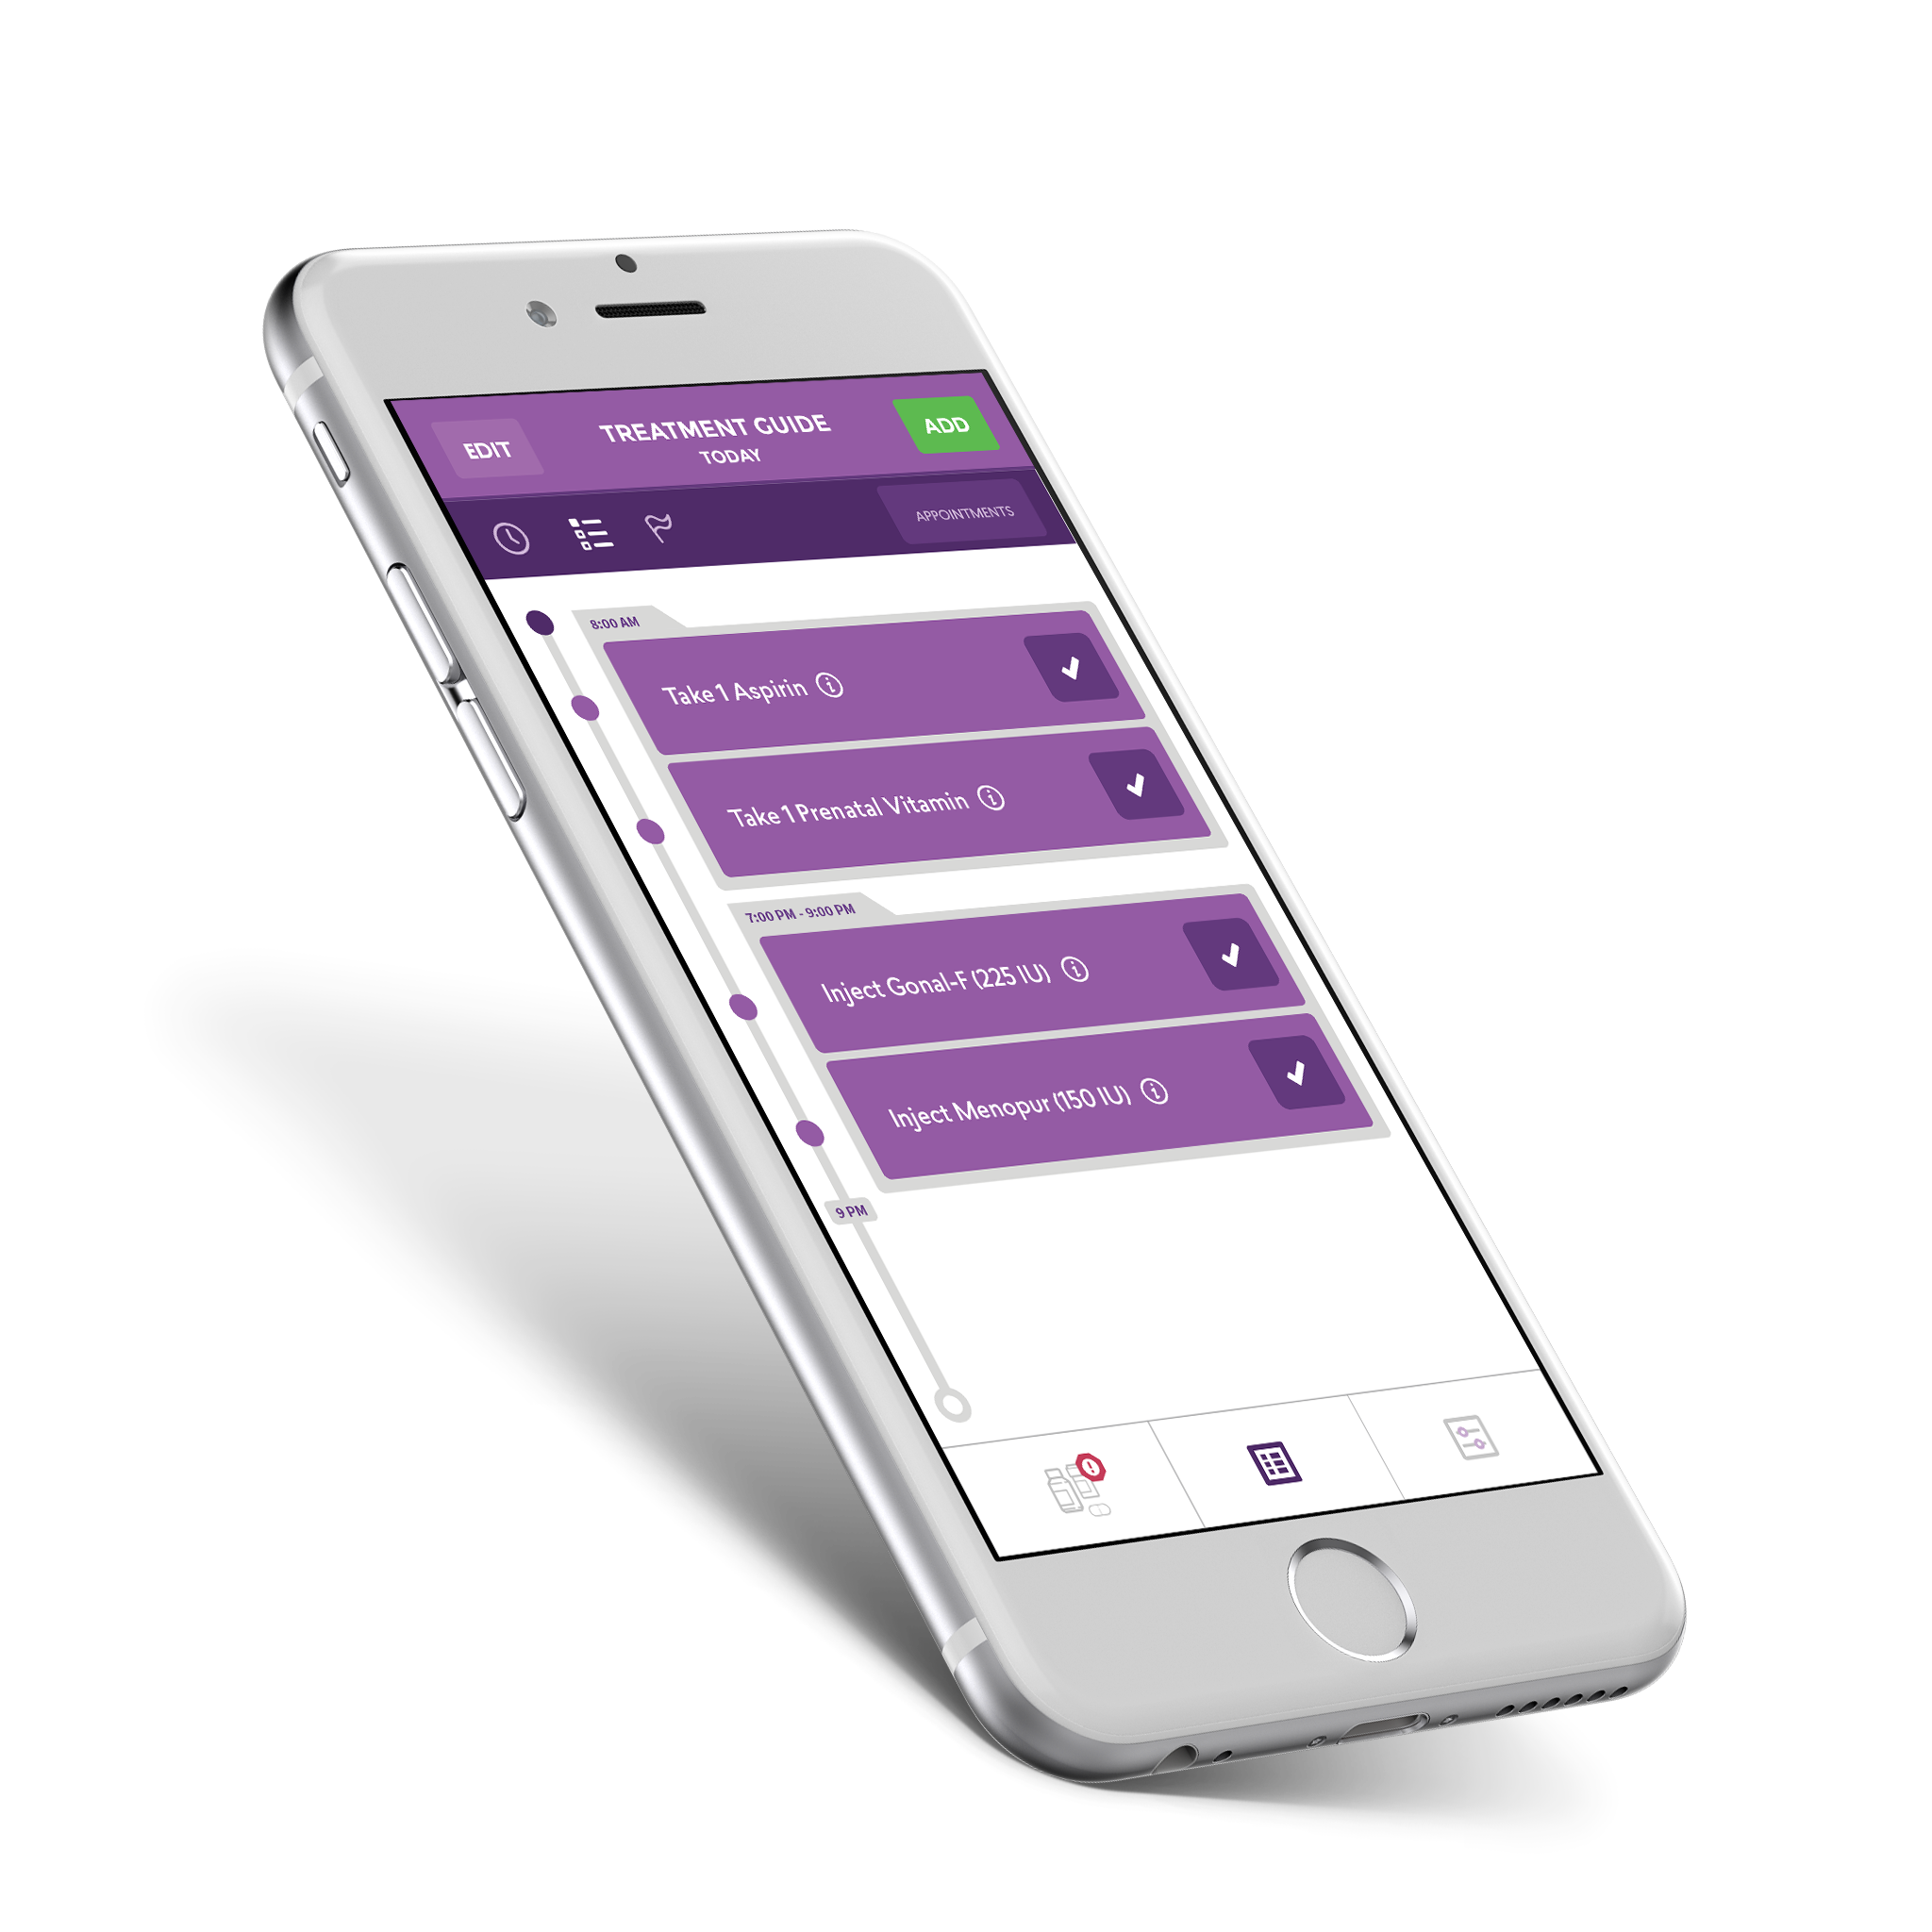 EDIT
TREATMENT GUIDE
TODAY
ADD
APPOINTMENTS
8:00 AM
Take 1 Aspirin
Take 1 Prenatal Vitamin
7:00 PM - 9:00 PM
Inject Gonal-F (225 IU)
Inject Menopur (150 IU)
9 PM